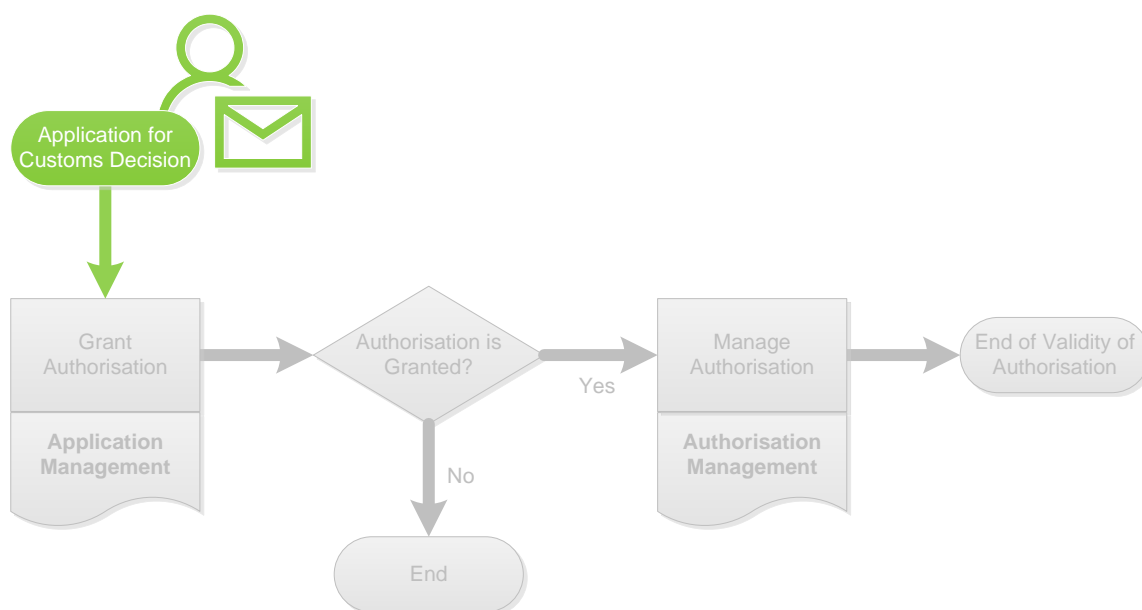 Application for
Customs Decision
Grant
Authorisation
Application
Management
Authorisation is
Granted?
Yes
No
End
Manage
Authorisation
Authorisation
Management
End of Validity of
Authorisation